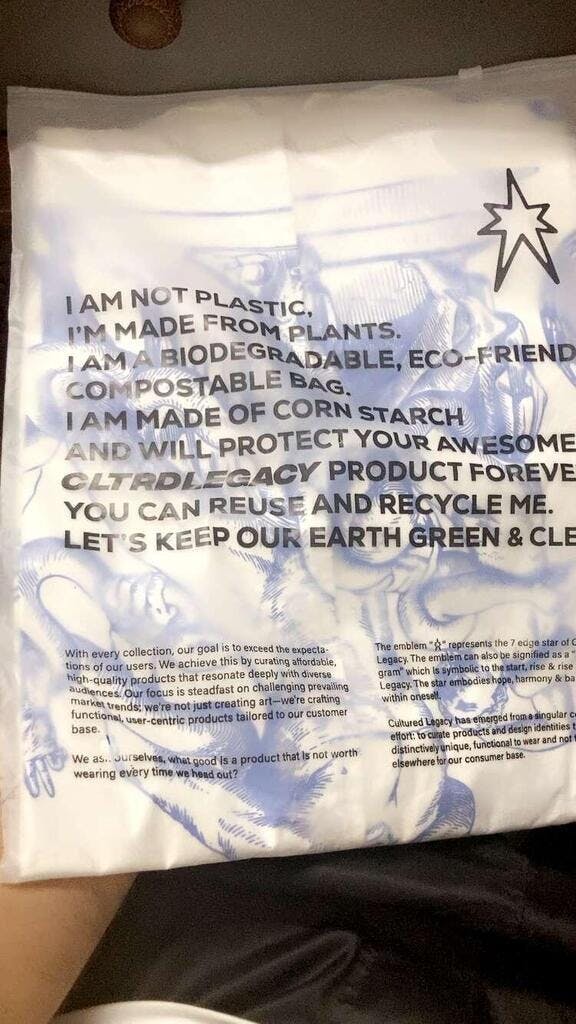 I AM NOT PLASTIC,
I'M MADE FROM PLANTS.
I AM A BIODEGRADABLE, ECO-FRIEND
COMPOSTABLE BAG.
I AM MADE OF CORN STARCH
AND WILL PROTECT YOUR AWESOME
CLTRDLEGACY PRODUCT FOREVE
YOU CAN REUSE AND RECYCLE ME.
LET'S KEEP OUR EARTH GREEN & CLE
With every collection, our goal is to exceed the expecta-
tions of our users. We achieve this by curating affordable,
high-quality products that resonate deeply with diverse
audiences. Our focus is steadfast on challenging prevailing
market trends; we're not just creating art—we're crafting
functional, user-centric products tailored to our customer
base.
We as.. ourselves, what good is a product that is not worth
wearing every time we head out?
The emblem "☆" represents the 7 edge star of C
Legacy. The emblem can also be signified as a "
gram" which is symbolic to the start, rise & rise
Legacy. The star embodies hope, harmony & ba
within oneself.
Cultured Legacy has emerged from a singular c
effort: to curate products and design identities t
distinctively unique, functional to wear and not
elsewhere for our consumer base.